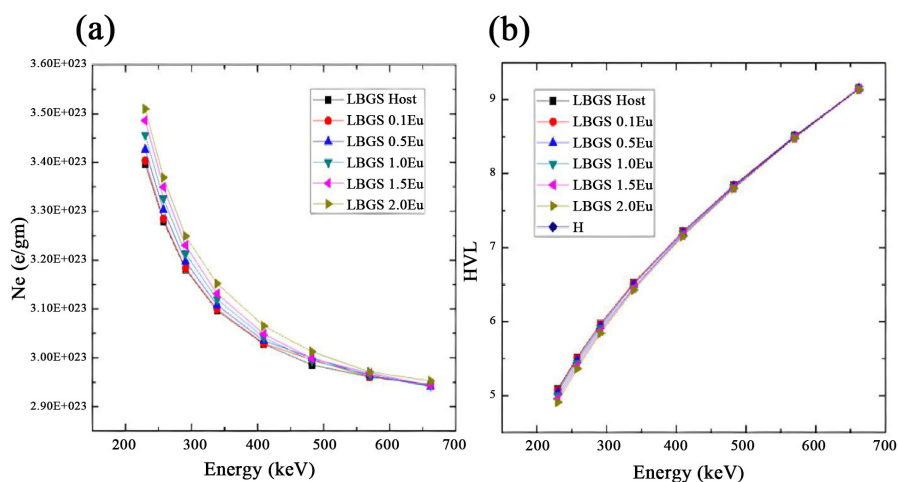 (a)
(b)
Ne (e/gm)
3.60E+023
3.50E+023
3.40E+023
3.30E+023
3.20E+023
3.10E+023
3.00E+023
2.90E+023
200
300
400
500
600
700
Energy (keV)
LBGS Host
LBGS 0.1Eu
LBGS 0.5Eu
LBGS 1.0Eu
LBGS 1.5Eu
LBGS 2.0Eu
HVL
9
8
7
6
5
200
300
400
500
600
700
Energy (keV)
LBGS Host
LBGS 0.1Eu
LBGS 0.5Eu
LBGS 1.0Eu
LBGS 1.5Eu
LBGS 2.0Eu
H